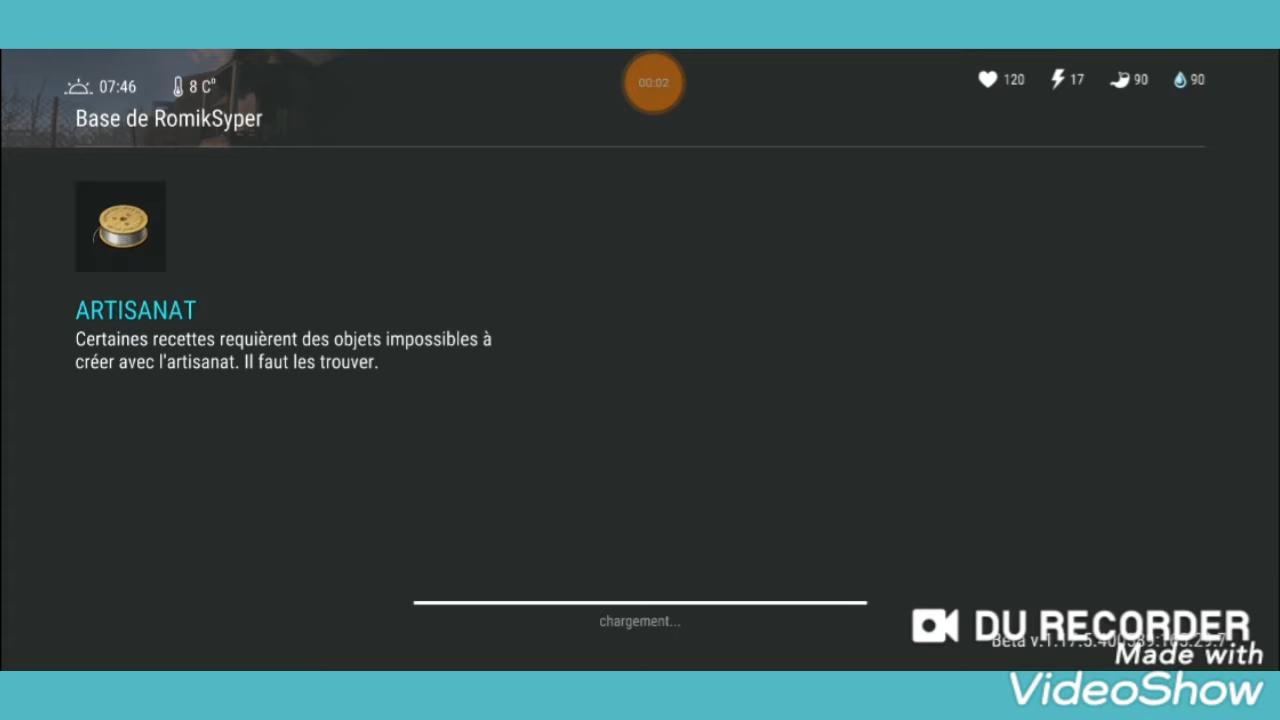 07:46
8 C°
00:02
120
17
90
90
Base de RomikSyper
ARTISANAT
Certaines recettes requièrent des objets impossibles à
créer avec l'artisanat. Il faut les trouver.
chargement...
DU RECORDER
Beta
Made with
VideoShow